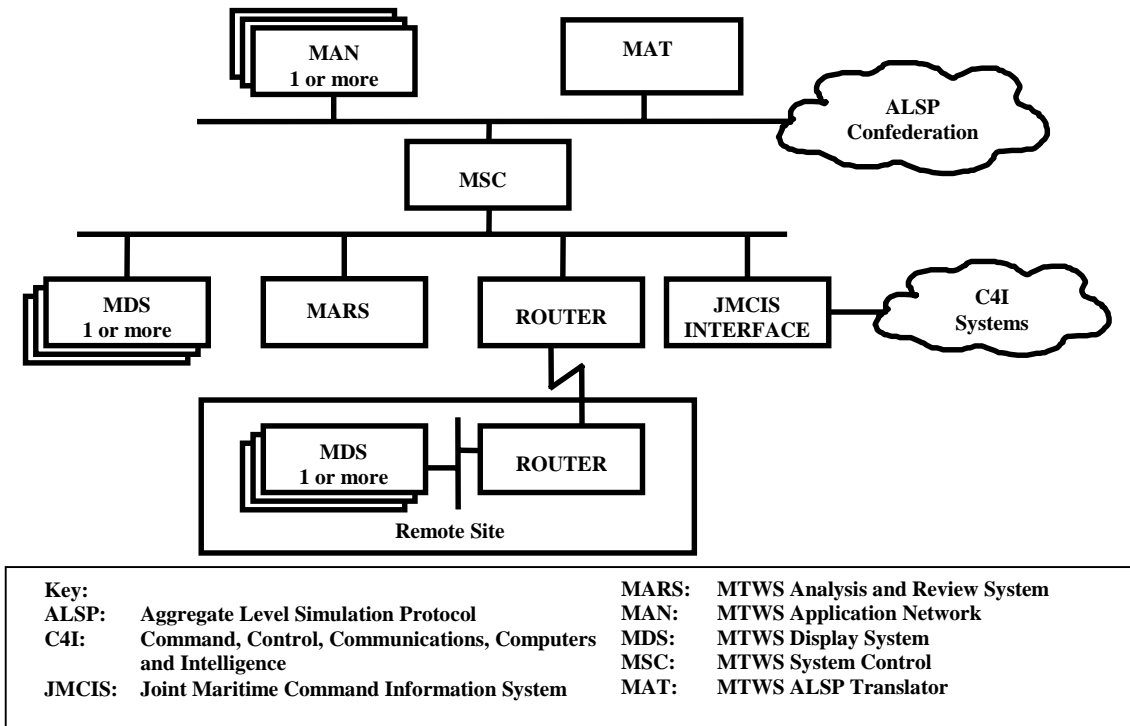 MAN
1 or more
MAT
ALSP
Confederation
MSC
MDS
1 or more
MARS
ROUTER
JMCIS
INTERFACE
C4I
Systems
MDS
1 or more
ROUTER
Remote Site
Key:
ALSP: Aggregate Level Simulation Protocol
C4I: Command, Control, Communications, Computers
and Intelligence
JMCIS: Joint Maritime Command Information System
MARS: MTWS Analysis and Review System
MAN: MTWS Application Network
MDS: MTWS Display System
MSC: MTWS System Control
MAT: MTWS ALSP Translator